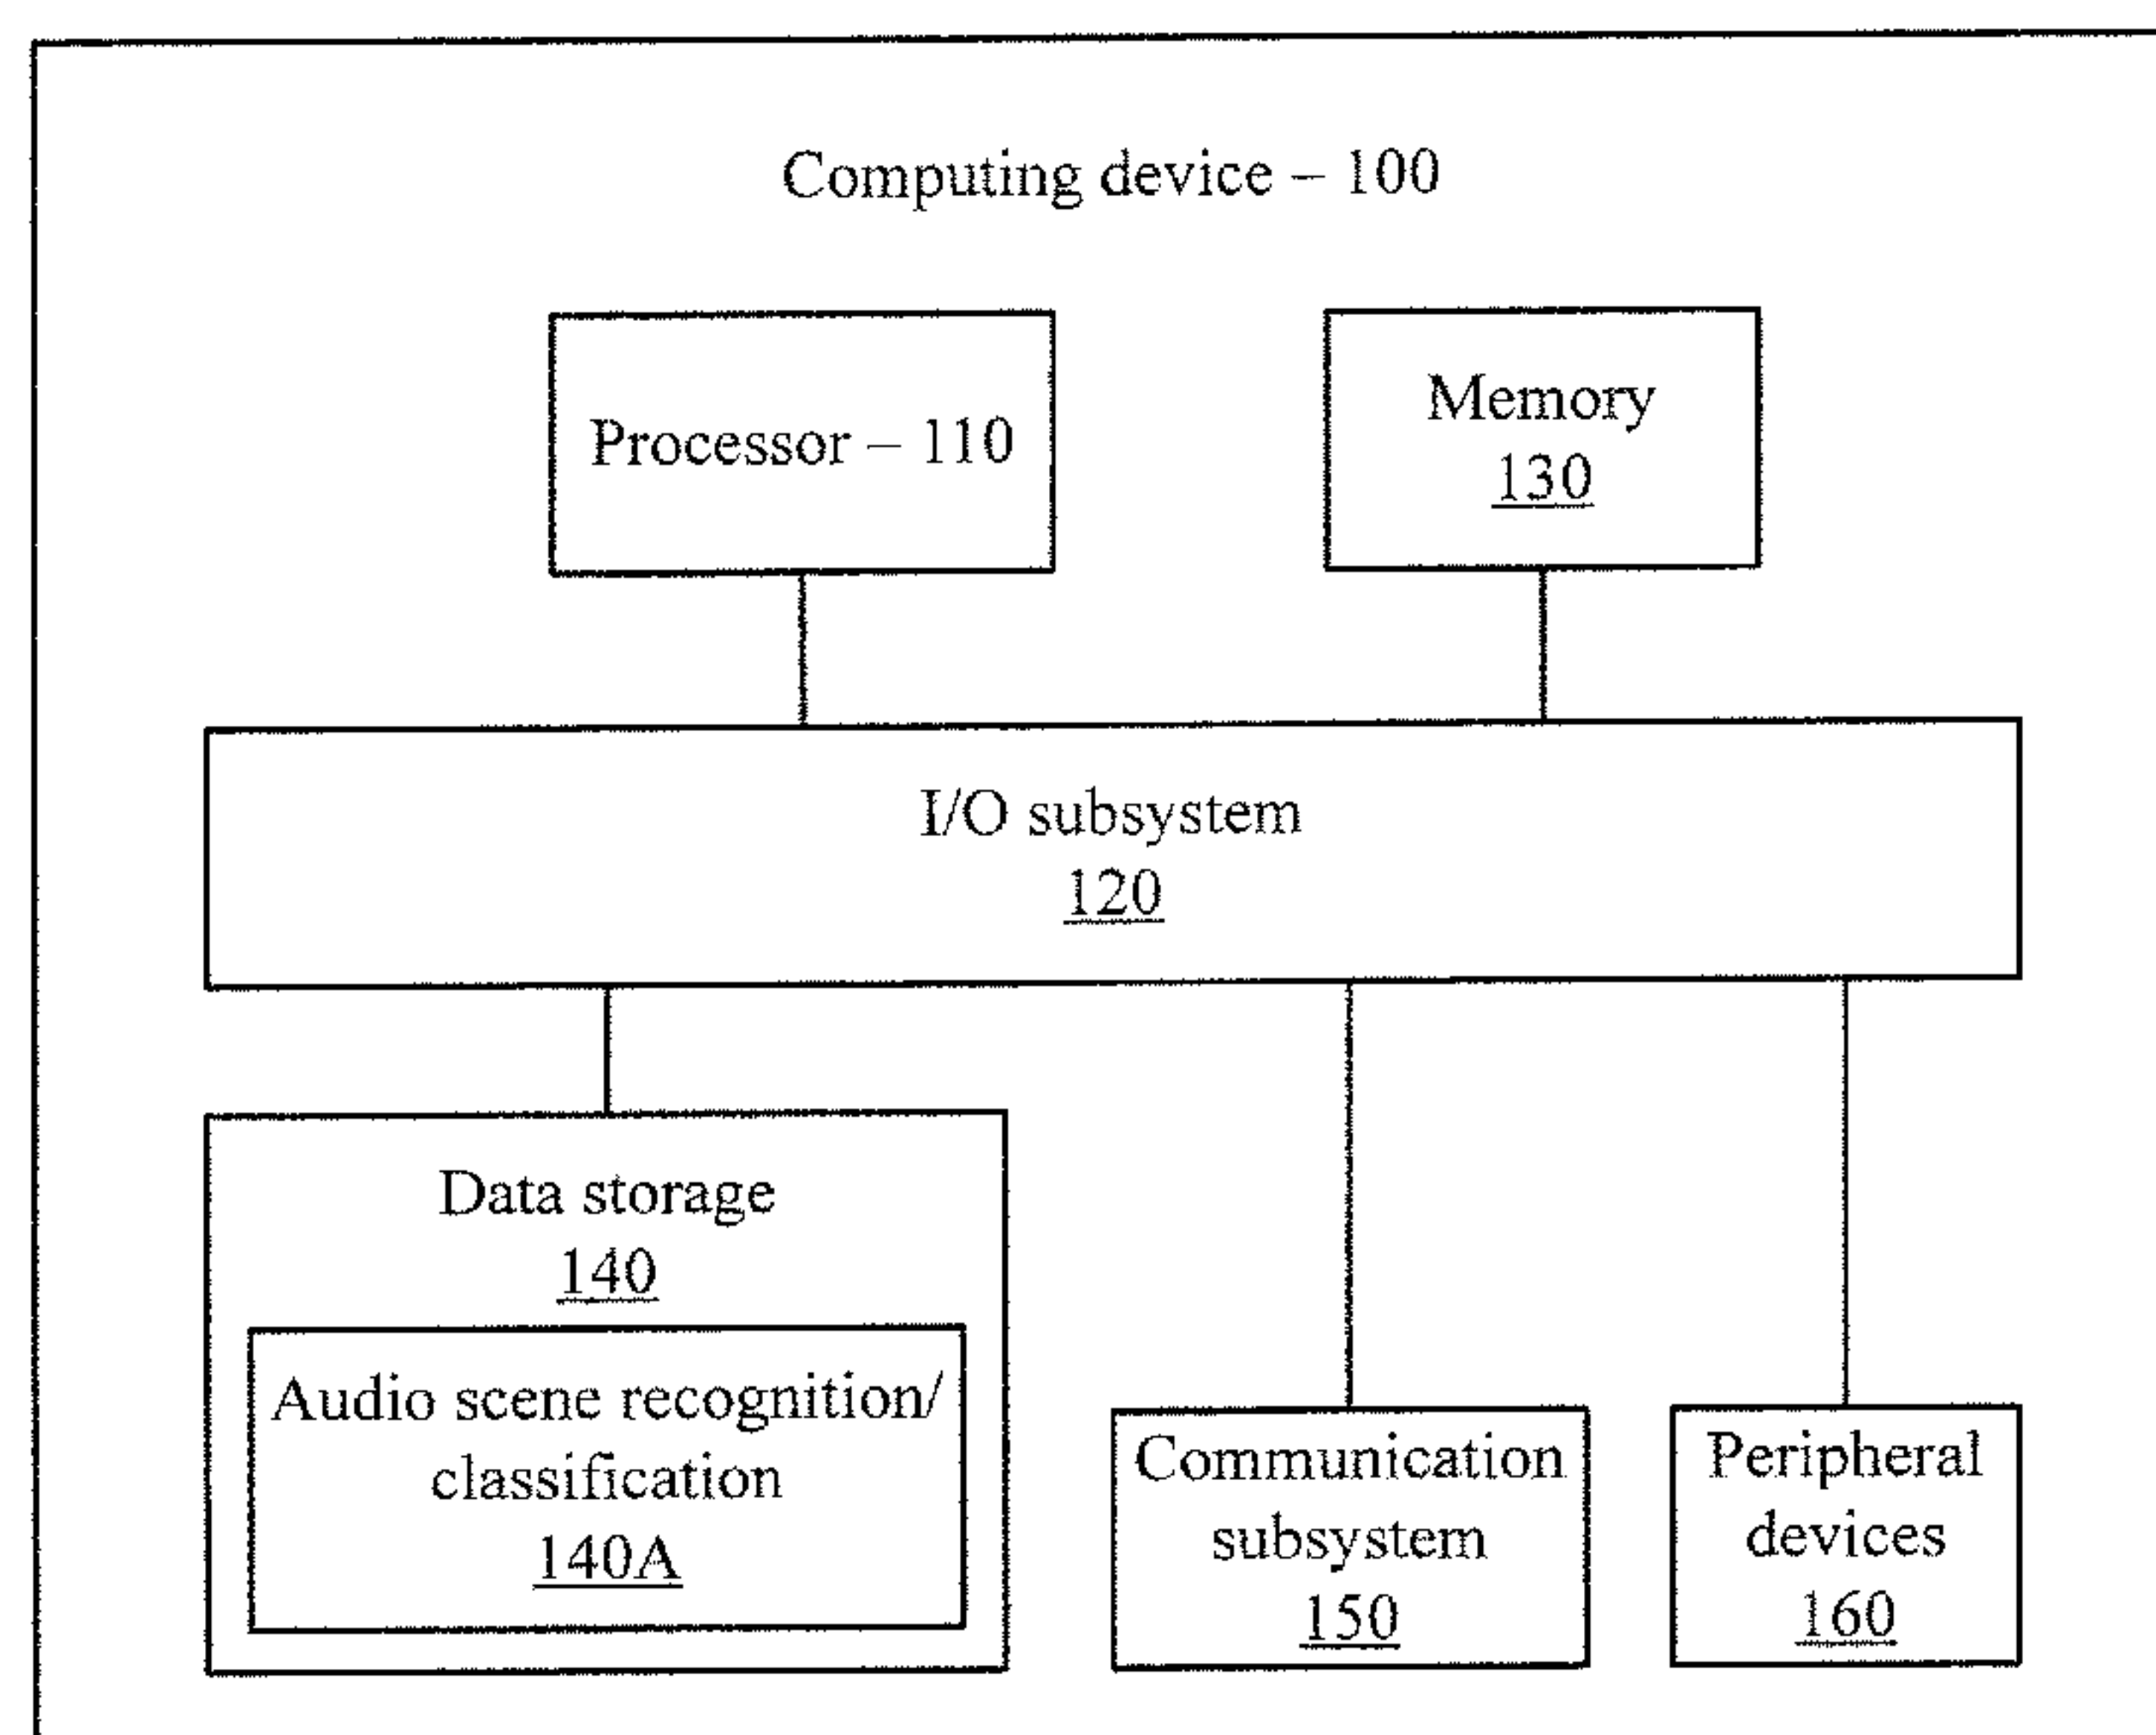 Computing device – 100
Processor – 110
Memory
130
I/O subsystem
120
Data storage
140
Audio scene recognition/
classification
140A
Communication
subsystem
150
Peripheral
devices
160